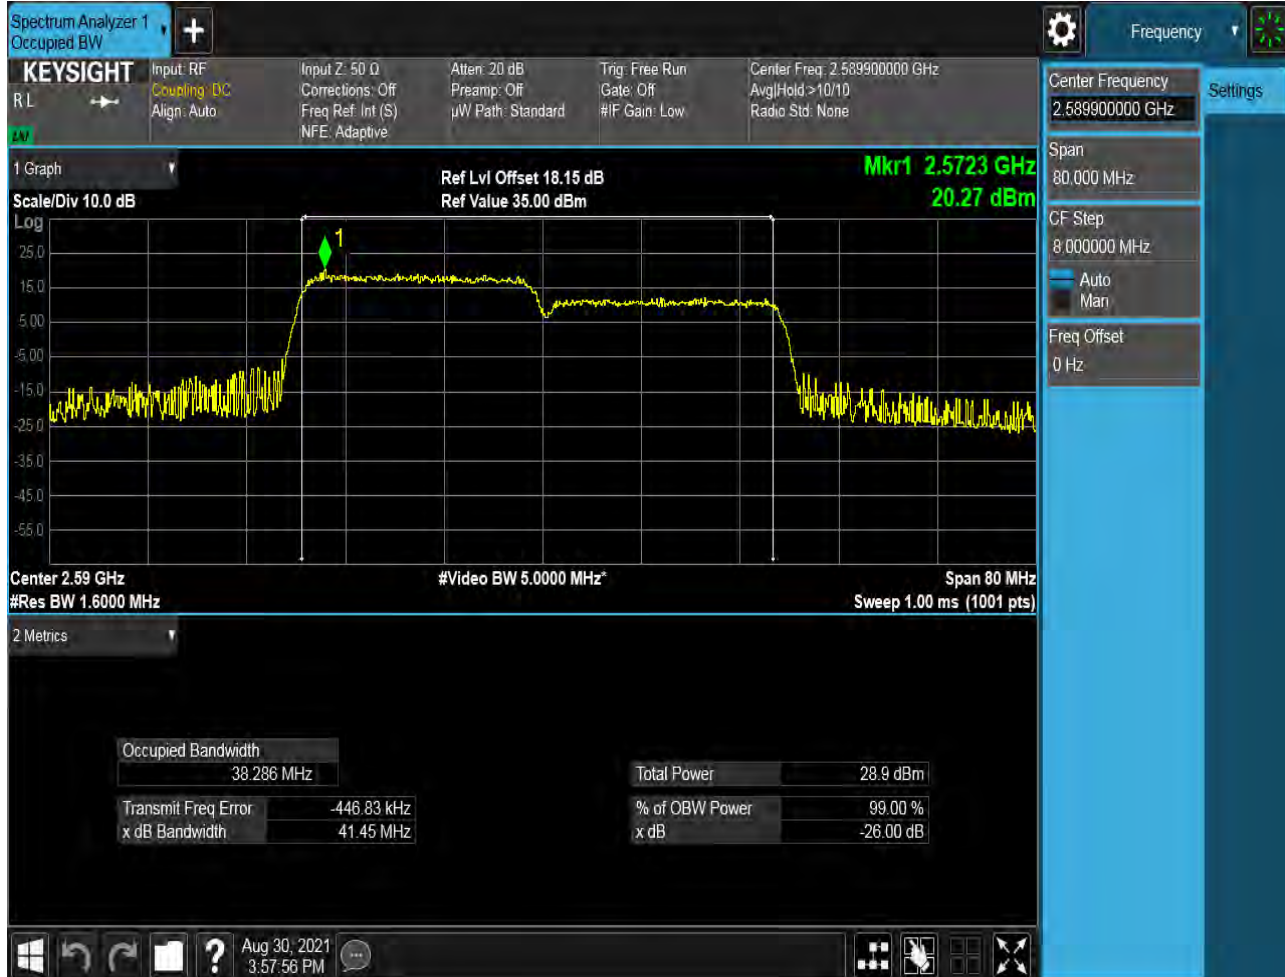 Spectrum Analyzer 1
Occupied BW
Frequency
KEYSIGHT
R L
LNI
Input: RF
Coupling: DC
Align: Auto
Input Z: 50 Ω
Corrections: Off
Freq Ref: Int (S)
NFE: Adaptive
Atten: 20 dB
Preamp: Off
µW Path: Standard
Trig: Free Run
Gate: Off
#IF Gain: Low
Center Freq: 2.589900000 GHz
Avg|Hold:>10/10
Radio Std: None
Center Frequency
2.589900000 GHz
Settings
Span
80.000 MHz
CF Step
8.000000 MHz
Auto
Man
Freq Offset
0 Hz
1 Graph
Scale/Div 10.0 dB
Ref Lvl Offset 18.15 dB
Ref Value 35.00 dBm
Mkr1 2.5723 GHz
20.27 dBm
Log
25.0
15.0
5.00
-5.00
-15.0
-25.0
-35.0
-45.0
-55.0
1
Center 2.59 GHz
#Res BW 1.6000 MHz
#Video BW 5.0000 MHz*
Span 80 MHz
Sweep 1.00 ms (1001 pts)
2 Metrics
Occupied Bandwidth
38.286 MHz
Total Power 28.9 dBm
Transmit Freq Error -446.83 kHz
% of OBW Power 99.00 %
x dB Bandwidth 41.45 MHz
x dB -26.00 dB
Aug 30, 2021
3:57:56 PM